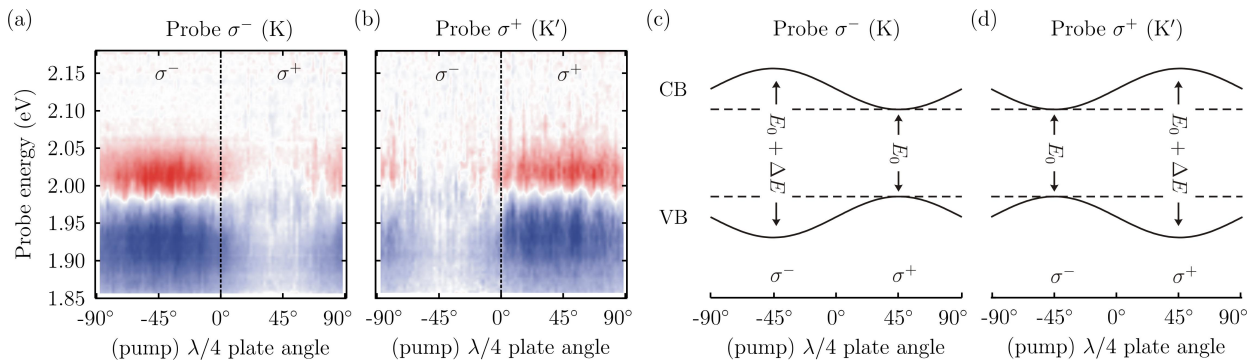 (a)
Probe σ⁻ (K)
Probe energy (eV)
2.15
2.10
2.05
2.00
1.95
1.90
1.85
σ⁻ σ⁺
-90° -45° 0° 45° 90°
(pump) λ/4 plate angle
(b)
Probe σ⁺ (K′)
σ⁻ σ⁺
-90° -45° 0° 45° 90°
(pump) λ/4 plate angle
(c)
Probe σ⁻ (K)
CB
VB
E₀ + ΔE
E₀
σ⁻ σ⁺
-90° -45° 0° 45° 90°
(pump) λ/4 plate angle
(d)
Probe σ⁺ (K′)
E₀
E₀ + ΔE
σ⁻ σ⁺
-90° -45° 0° 45° 90°
(pump) λ/4 plate angle